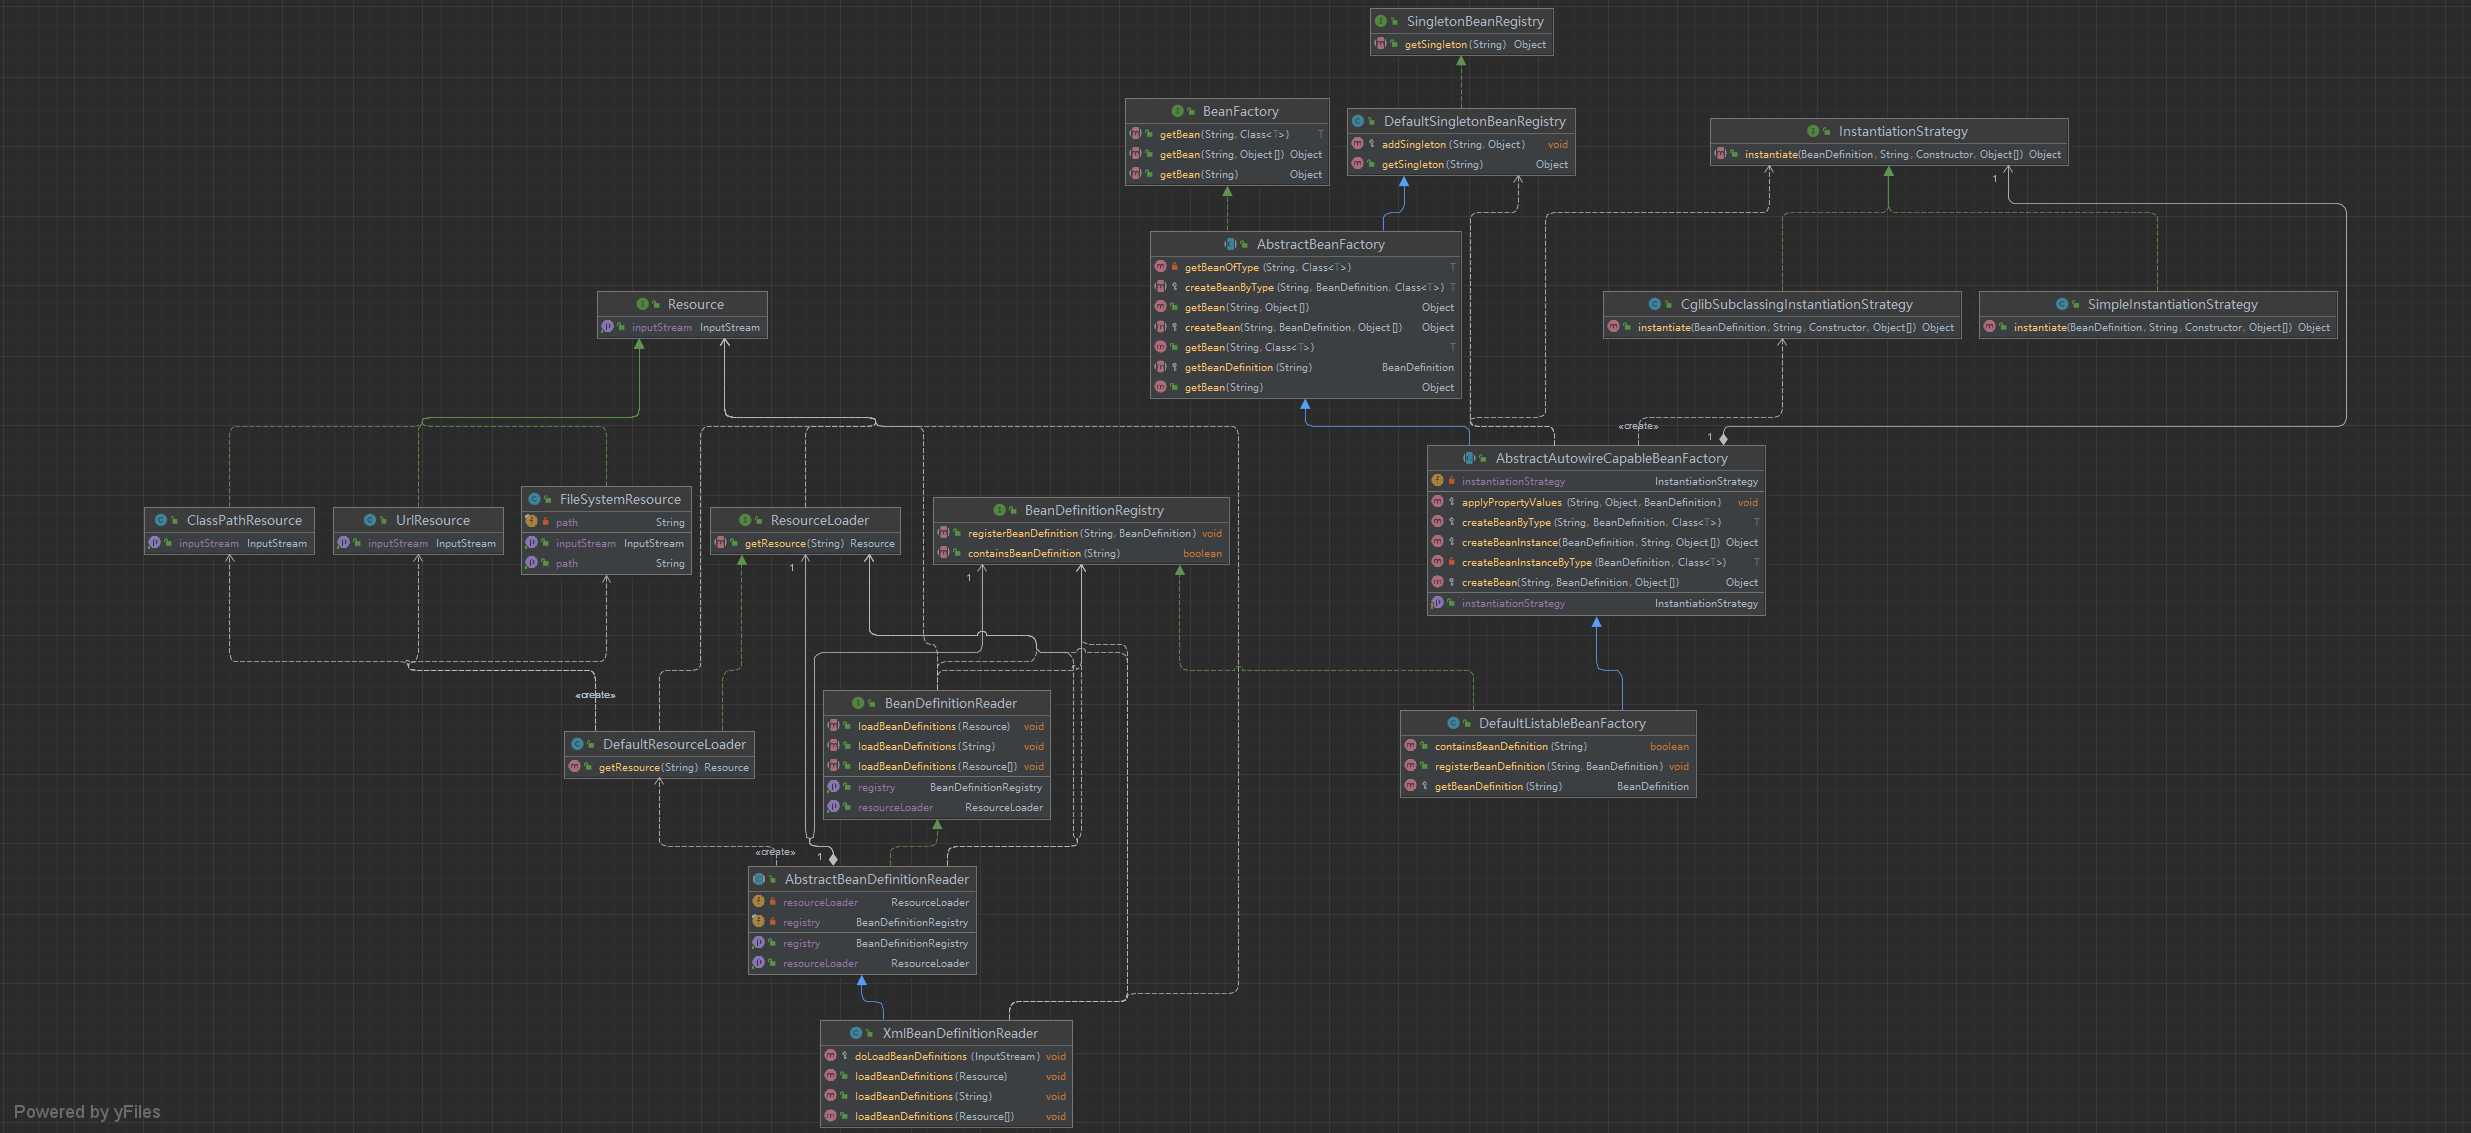 SingletonBeanRegistry
getSingleton(String) Object
BeanFactory
getBean(String, Class<T>) T
getBean(String, Object[]) Object
getBean(String) Object
DefaultSingletonBeanRegistry
addSingleton(String, Object) void
getSingleton(String) Object
InstantiationStrategy
instantiate(BeanDefinition, String, Constructor, Object[]) Object
1
AbstractBeanFactory
getBeanOfType(String, Class<T>) T
createBeanByType(String, BeanDefinition, Class<T>) T
getBean(String, Object[]) Object
createBean(String, BeanDefinition, Object[]) Object
getBean(String, Class<T>) T
getBeanDefinition(String) BeanDefinition
getBean(String) Object
Resource
inputStream InputStream
CglibSubclassingInstantiationStrategy
instantiate(BeanDefinition, String, Constructor, Object[]) Object
SimpleInstantiationStrategy
instantiate(BeanDefinition, String, Constructor, Object[]) Object
«create»
1
AbstractAutowireCapableBeanFactory
instantiationStrategy InstantiationStrategy
applyPropertyValues(String, Object, BeanDefinition) void
createBeanByType(String, BeanDefinition, Class<T>) T
createBeanInstance(BeanDefinition, String, Object[]) Object
createBeanInstanceByType(BeanDefinition, Class<T>) T
createBean(String, BeanDefinition, Object[]) Object
instantiationStrategy InstantiationStrategy
ClassPathResource
inputStream InputStream
UrlResource
inputStream InputStream
FileSystemResource
path String
inputStream InputStream
path String
ResourceLoader
getResource(String) Resource
1
BeanDefinitionRegistry
registerBeanDefinition(String, BeanDefinition) void
containsBeanDefinition(String) boolean
1
«create»
DefaultResourceLoader
getResource(String) Resource
BeanDefinitionReader
loadBeanDefinitions(Resource) void
loadBeanDefinitions(String) void
loadBeanDefinitions(Resource[]) void
registry BeanDefinitionRegistry
resourceLoader ResourceLoader
DefaultListableBeanFactory
containsBeanDefinition(String) boolean
registerBeanDefinition(String, BeanDefinition) void
getBeanDefinition(String) BeanDefinition
«create»
1
AbstractBeanDefinitionReader
resourceLoader ResourceLoader
registry BeanDefinitionRegistry
registry BeanDefinitionRegistry
resourceLoader ResourceLoader
XmlBeanDefinitionReader
doLoadBeanDefinitions(InputStream) void
loadBeanDefinitions(Resource) void
loadBeanDefinitions(String) void
loadBeanDefinitions(Resource[]) void
Powered by yFiles